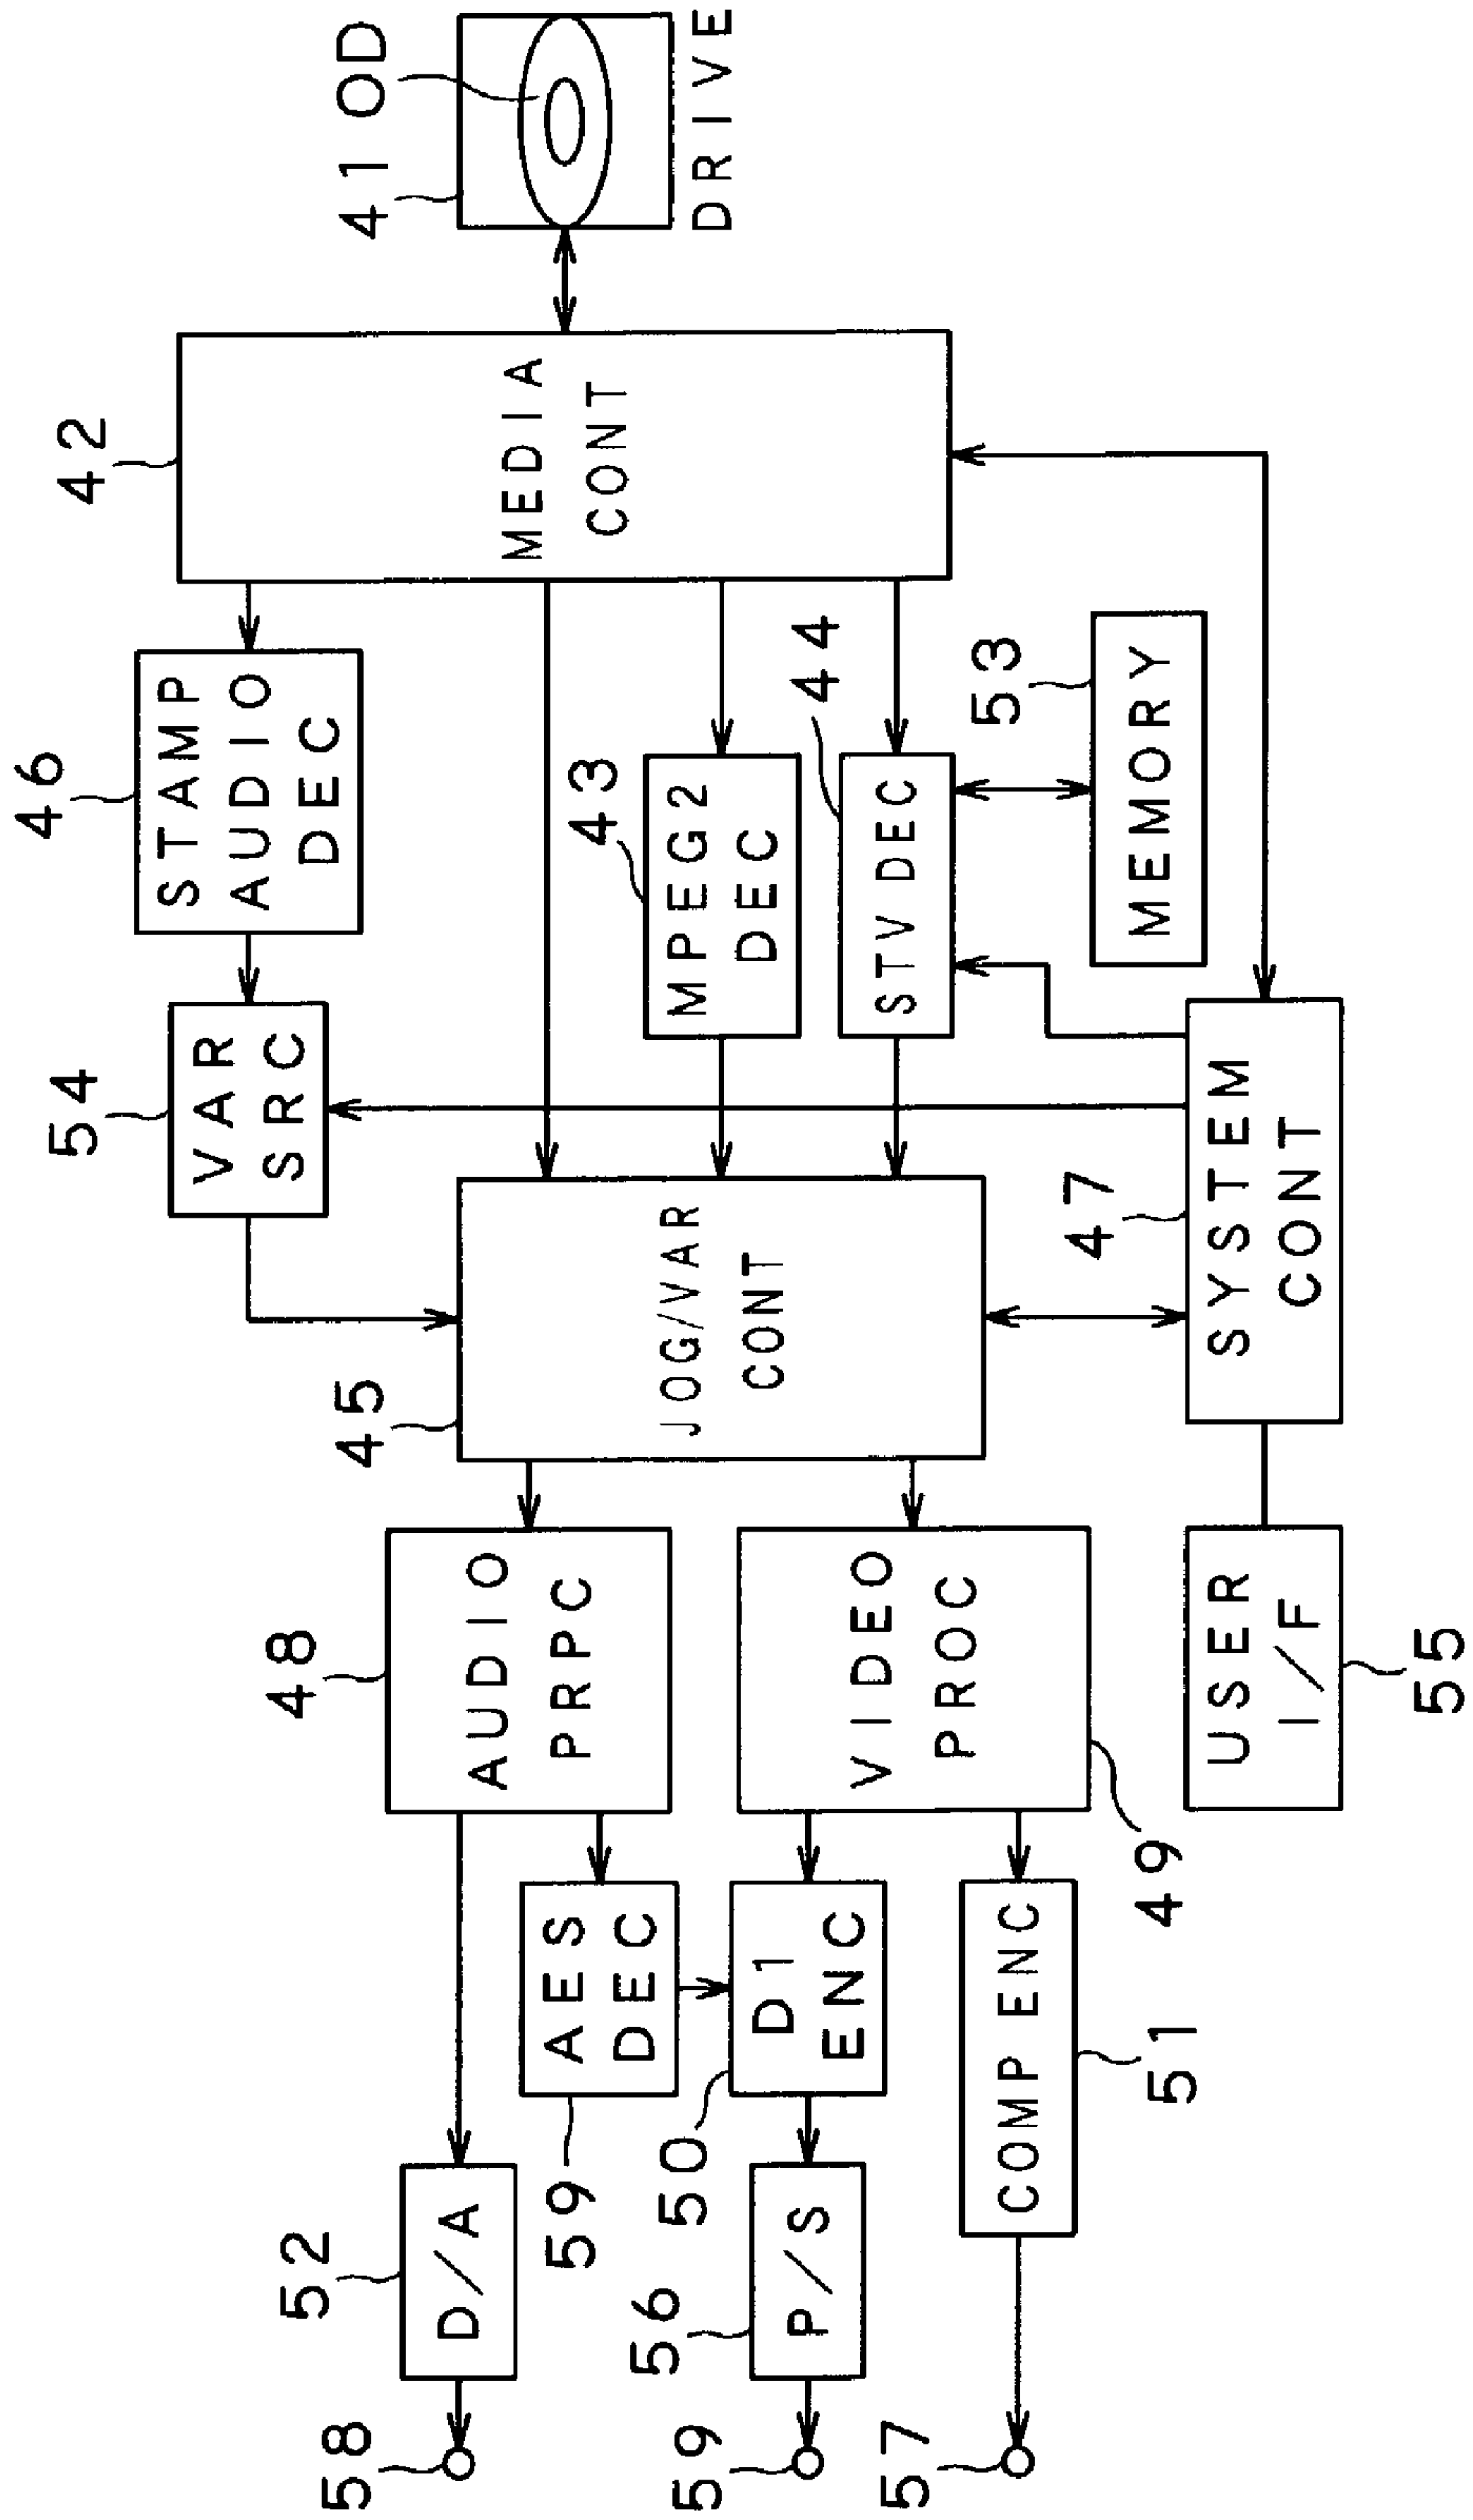 46
STAMP
AUDIO
DEC
54
VAR
SRC
42
MEDIA
CONT
41
OD
DRIVE
58
52
D/A
48
AUDIO
PRPC
45
JOG/VAR
CONT
43
MPEG2
DEC
44
STV DEC
53
MEMORY
59
AES
DEC
59
56
P/S
50
D1
ENC
VIDEO
PROC
49
57
COMP ENC
51
47
SYSTEM
CONT
USER
I/F
55